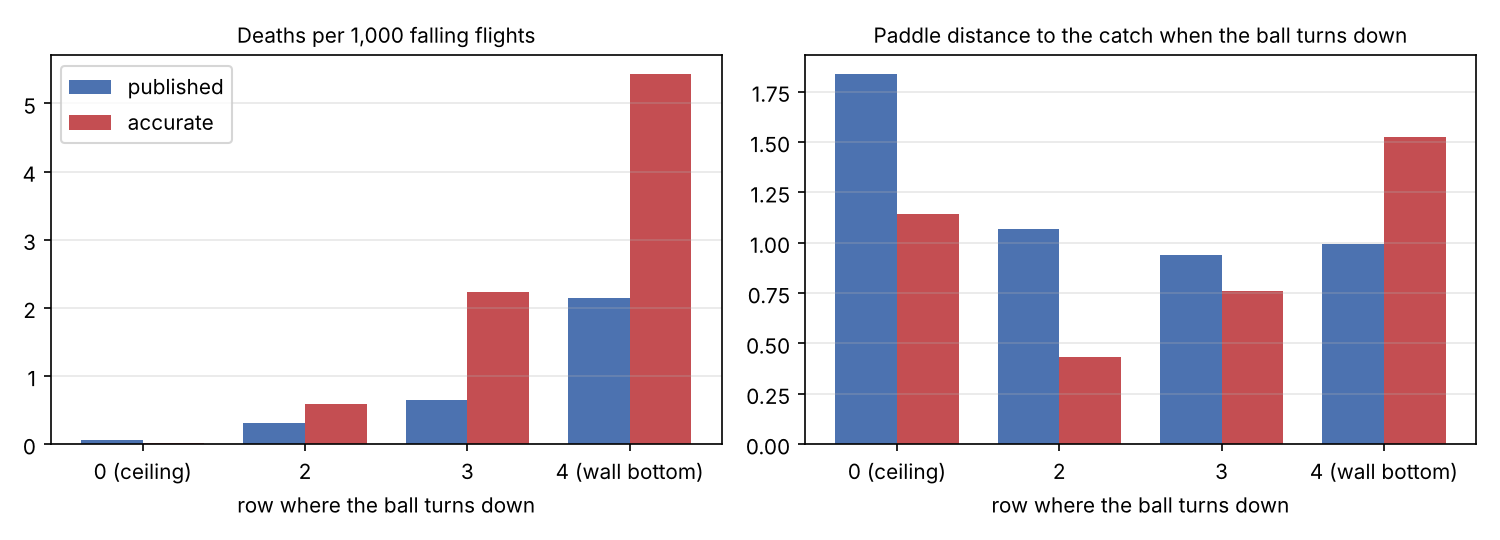 Deaths per 1,000 falling flights
published
accurate
5
4
3
2
1
0
0 (ceiling)
2
3
4 (wall bottom)
row where the ball turns down
Paddle distance to the catch when the ball turns down
1.75
1.50
1.25
1.00
0.75
0.50
0.25
0.00
0 (ceiling)
2
3
4 (wall bottom)
row where the ball turns down